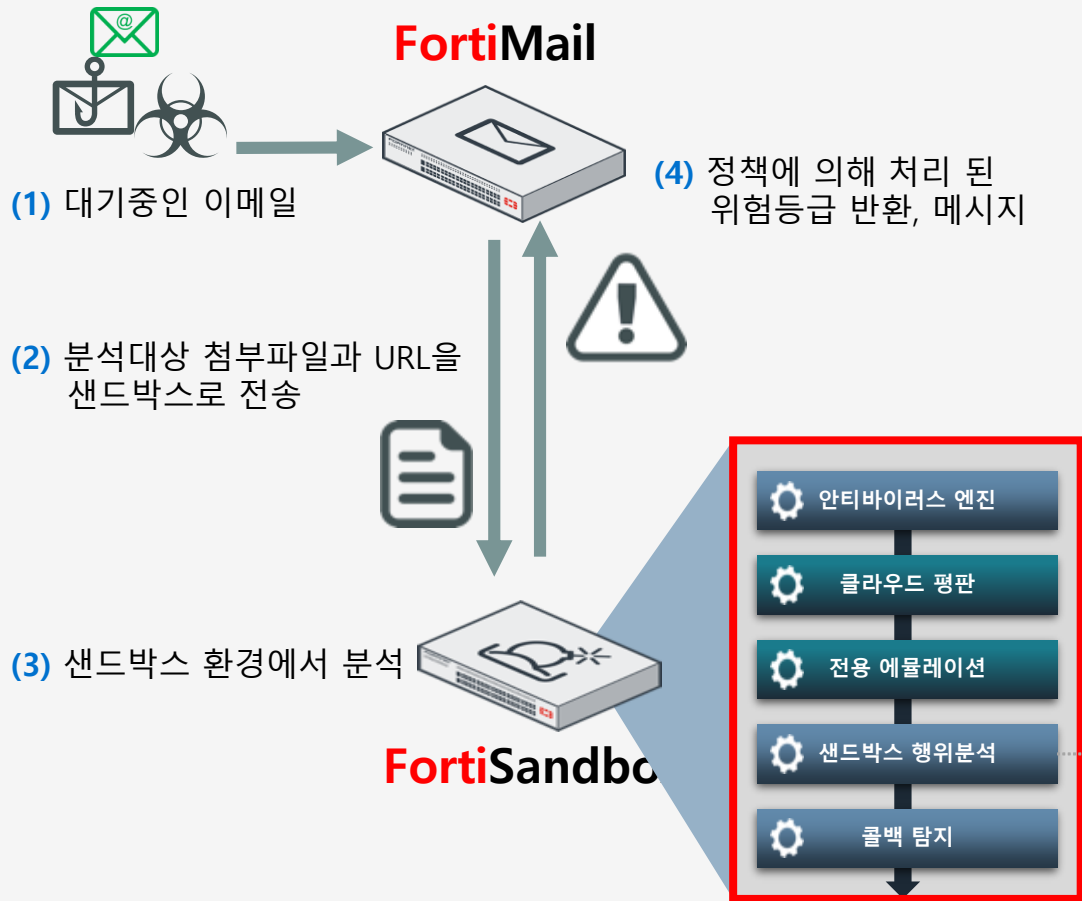 FortiMail
(1) 대기중인 이메일
(4) 정책에 의해 처리 된
위험등급 반환, 메시지
(2) 분석대상 첨부파일과 URL을
샌드박스로 전송
(3) 샌드박스 환경에서 분석
FortiSandbo
안티바이러스 엔진
클라우드 평판
전용 에뮬레이션
샌드박스 행위분석
콜백 탐지